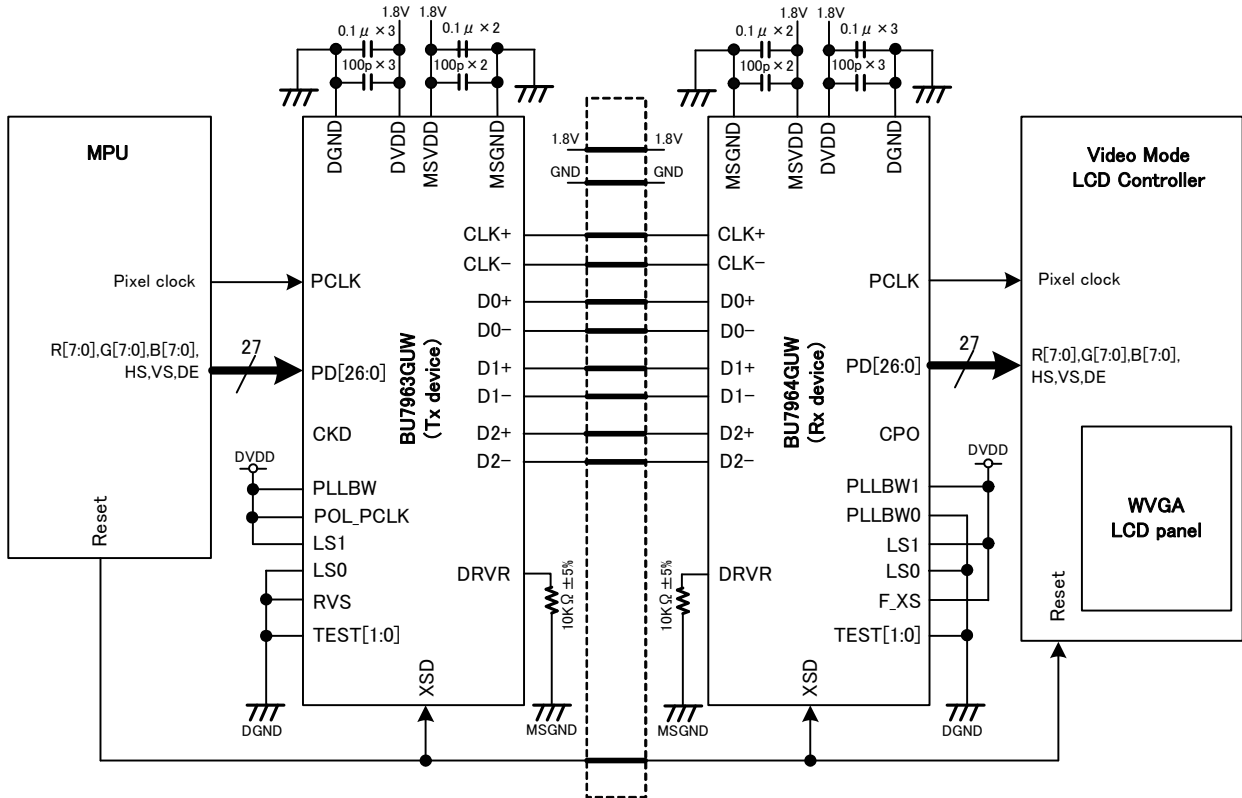 1.8V 1.8V
0.1μ×3
0.1μ×2
100p×3
100p×2
1.8V 1.8V
0.1μ×2
0.1μ×3
100p×2
100p×3
MPU
Pixel clock
R[7:0],G[7:0],B[7:0],
HS,VS,DE
27
Reset
DGND
DVDD
MSVDD
MSGND
PCLK
PD[26:0]
CKD
DVDD
PLLBW
POL_PCLK
LS1
LS0
RVS
TEST[1:0]
DGND
BU7963GUW
(Tx device)
CLK+
CLK-
D0+
D0-
D1+
D1-
D2+
D2-
DRVR
10KΩ±5%
MSGND
XSD
1.8V
1.8V
GND
GND
MSGND
MSVDD
DVDD
DGND
CLK+
CLK-
D0+
D0-
D1+
D1-
D2+
D2-
DRVR
10KΩ±5%
MSGND
XSD
BU7964GUW
(Rx device)
PCLK
PD[26:0]
CPO
DVDD
PLLBW1
PLLBW0
LS1
LS0
F_XS
TEST[1:0]
DGND
27
Video Mode
LCD Controller
Pixel clock
R[7:0],G[7:0],B[7:0],
HS,VS,DE
WVGA
LCD panel
Reset